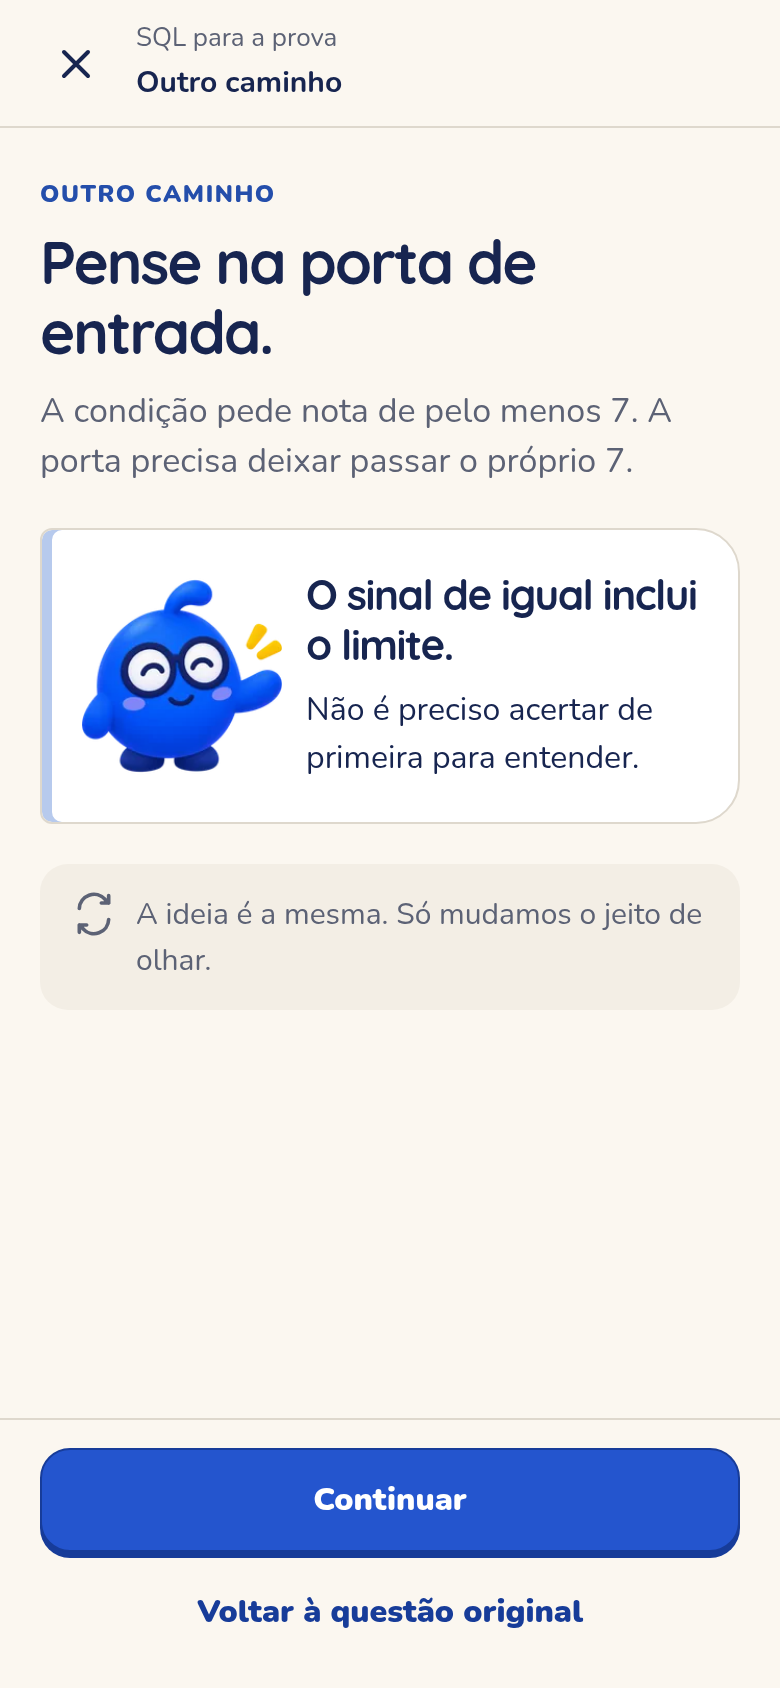 SQL para a prova
Outro caminho
OUTRO CAMINHO
Pense na porta de
entrada.
A condição pede nota de pelo menos 7. A
porta precisa deixar passar o próprio 7.
O sinal de igual inclui
o limite.
Não é preciso acertar de
primeira para entender.
A ideia é a mesma. Só mudamos o jeito de
olhar.
Continuar
Voltar à questão original